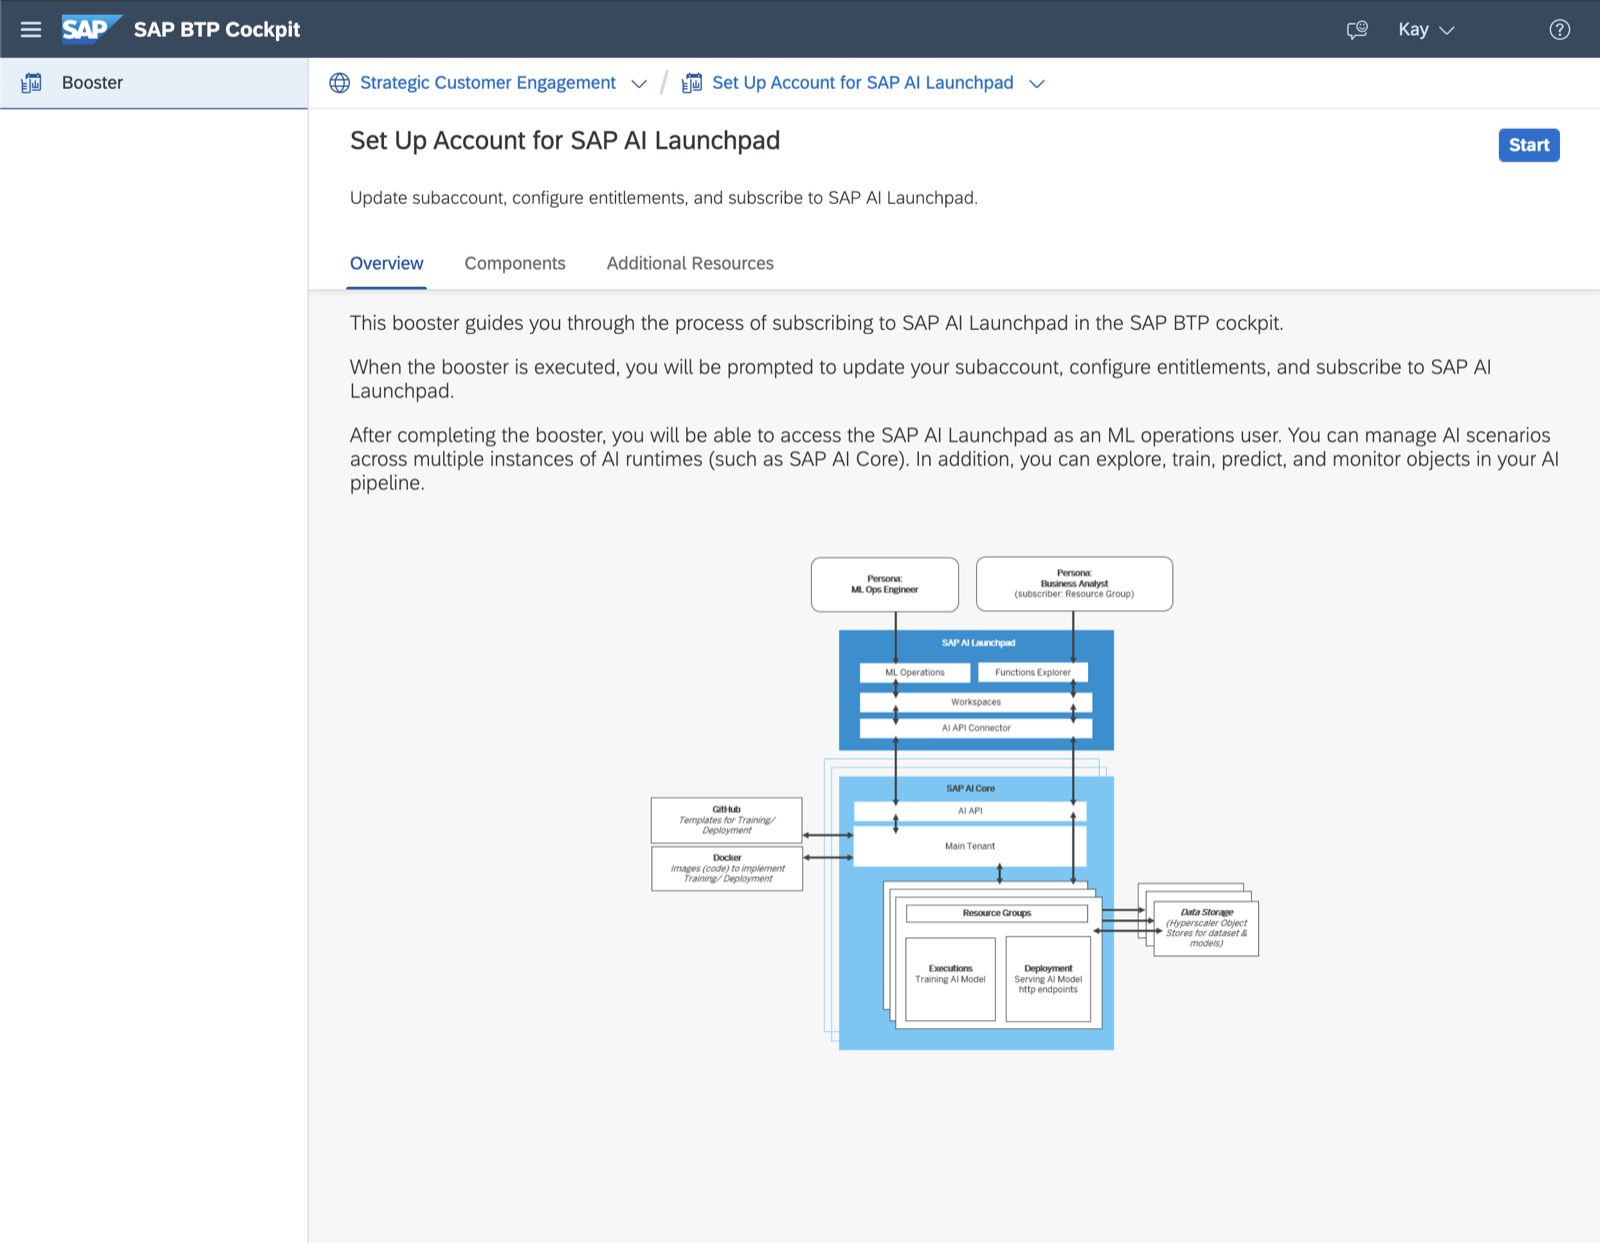 SAP SAP BTP Cockpit
Kay
Booster
Strategic Customer Engagement / Set Up Account for SAP AI Launchpad
Set Up Account for SAP AI Launchpad
Start
Update subaccount, configure entitlements, and subscribe to SAP AI Launchpad.
Overview Components Additional Resources
This booster guides you through the process of subscribing to SAP AI Launchpad in the SAP BTP cockpit.
When the booster is executed, you will be prompted to update your subaccount, configure entitlements, and subscribe to SAP AI
Launchpad.
After completing the booster, you will be able to access the SAP AI Launchpad as an ML operations user. You can manage AI scenarios
across multiple instances of AI runtimes (such as SAP AI Core). In addition, you can explore, train, predict, and monitor objects in your AI
pipeline.
Persona:
ML Ops Engineer
Persona:
Business Analyst
(subscriber: Resource Group)
SAP AI Launchpad
ML Operations
Functions Explorer
Workspaces
AI API Connector
SAP AI Core
AI API
Main Tenant
GitHub
Templates for Training/
Deployment
Docker
Images (code) to implement
Training/ Deployment
Resource Groups
Executions
Training AI Model
Deployment
Serving AI Model
http endpoints
Data Storage
(Hyperscaler Object
Stores for dataset &
models)